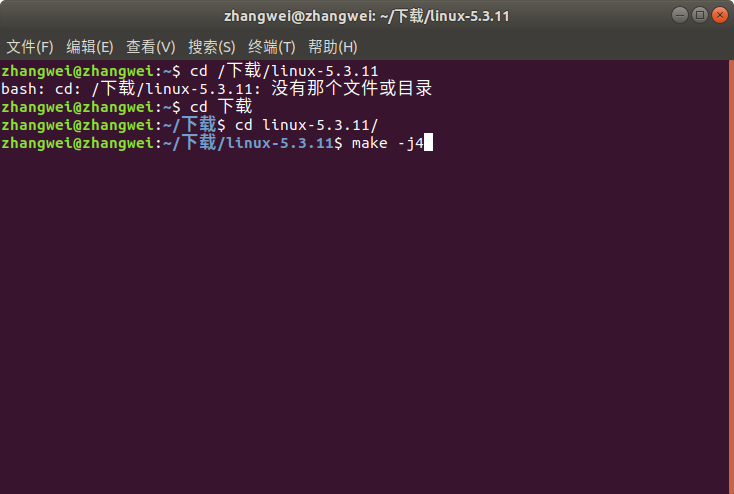 zhangwei@zhangwei: ~/下载/linux-5.3.11
文件(F) 编辑(E) 查看(V) 搜索(S) 终端(T) 帮助(H)
zhangwei@zhangwei:~$ cd /下载/linux-5.3.11
bash: cd: /下载/linux-5.3.11: 没有那个文件或目录
zhangwei@zhangwei:~$ cd 下载
zhangwei@zhangwei:~/下载$ cd linux-5.3.11/
zhangwei@zhangwei:~/下载/linux-5.3.11$ make -j4